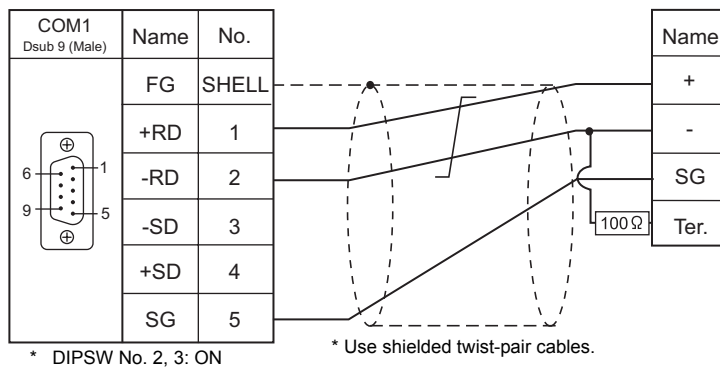 COM1
Dsub 9 (Male)
Name No.
FG SHELL
+RD 1
-RD 2
-SD 3
+SD 4
SG 5
6
1
9
5
* DIPSW No. 2, 3: ON
* Use shielded twist-pair cables.
100 Ω
Name
+
-
SG
Ter.